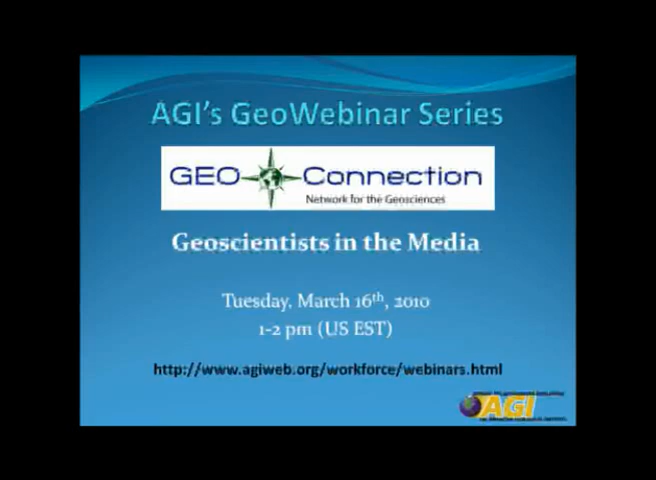 AGI's GeoWebinar Series
GEO Connection
Network for the Geosciences
Geoscientists in the Media
Tuesday, March 16th, 2010
1-2 pm (US EST)
http://www.agiweb.org/workforce/webinars.html
AGI